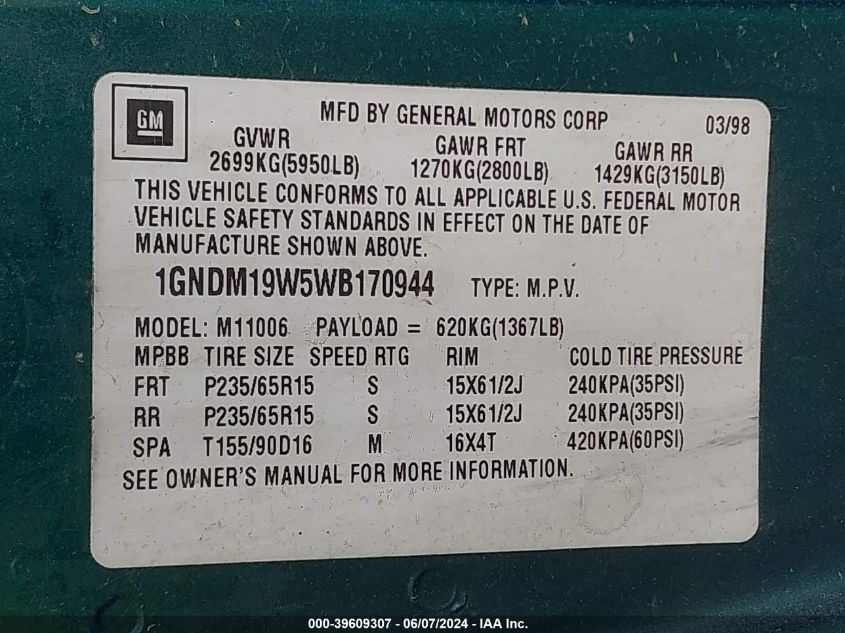 GM
MFD BY GENERAL MOTORS CORP 03/98
GVWR GAWR FRT GAWR RR
2699KG(5950LB) 1270KG(2800LB) 1429KG(3150LB)
THIS VEHICLE CONFORMS TO ALL APPLICABLE U.S. FEDERAL MOTOR
VEHICLE SAFETY STANDARDS IN EFFECT ON THE DATE OF
MANUFACTURE SHOWN ABOVE.
1GNDM19W5WB170944 TYPE: M.P.V.
MODEL: M11006 PAYLOAD = 620KG(1367LB)
MPBB TIRE SIZE SPEED RTG RIM COLD TIRE PRESSURE
FRT P235/65R15 S 15X61/2J 240KPA(35PSI)
RR P235/65R15 S 15X61/2J 240KPA(35PSI)
SPA T155/90D16 M 16X4T 420KPA(60PSI)
SEE OWNER'S MANUAL FOR MORE INFORMATION.
000-39609307 - 06/07/2024 - IAA Inc.